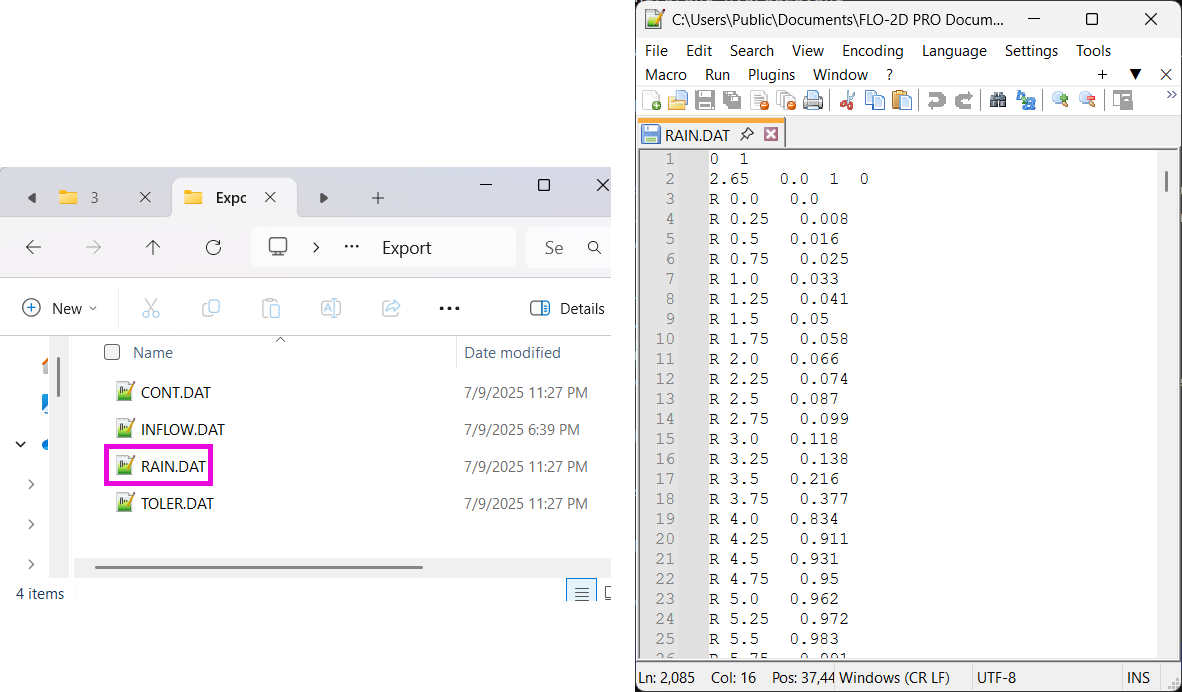 3
Expc
Export
Se
New
Details
Name
Date modified
CONT.DAT 7/9/2025 11:27 PM
INFLOW.DAT 7/9/2025 6:39 PM
RAIN.DAT 7/9/2025 11:27 PM
TOLER.DAT 7/9/2025 11:27 PM
4 items
C:\Users\Public\Documents\FLO-2D PRO Docum...
File Edit Search View Encoding Language Settings Tools
Macro Run Plugins Window ?
RAIN.DAT
1 0 1
2 2.65 0.0 1 0
3 R 0.0 0.0
4 R 0.25 0.008
5 R 0.5 0.016
6 R 0.75 0.025
7 R 1.0 0.033
8 R 1.25 0.041
9 R 1.5 0.05
10 R 1.75 0.058
11 R 2.0 0.066
12 R 2.25 0.074
13 R 2.5 0.087
14 R 2.75 0.099
15 R 3.0 0.118
16 R 3.25 0.138
17 R 3.5 0.216
18 R 3.75 0.377
19 R 4.0 0.834
20 R 4.25 0.911
21 R 4.5 0.931
22 R 4.75 0.95
23 R 5.0 0.962
24 R 5.25 0.972
25 R 5.5 0.983
26 R 5.75 0.991
Ln: 2,085 Col: 16 Pos: 37,44 Windows (CR LF) UTF-8 INS